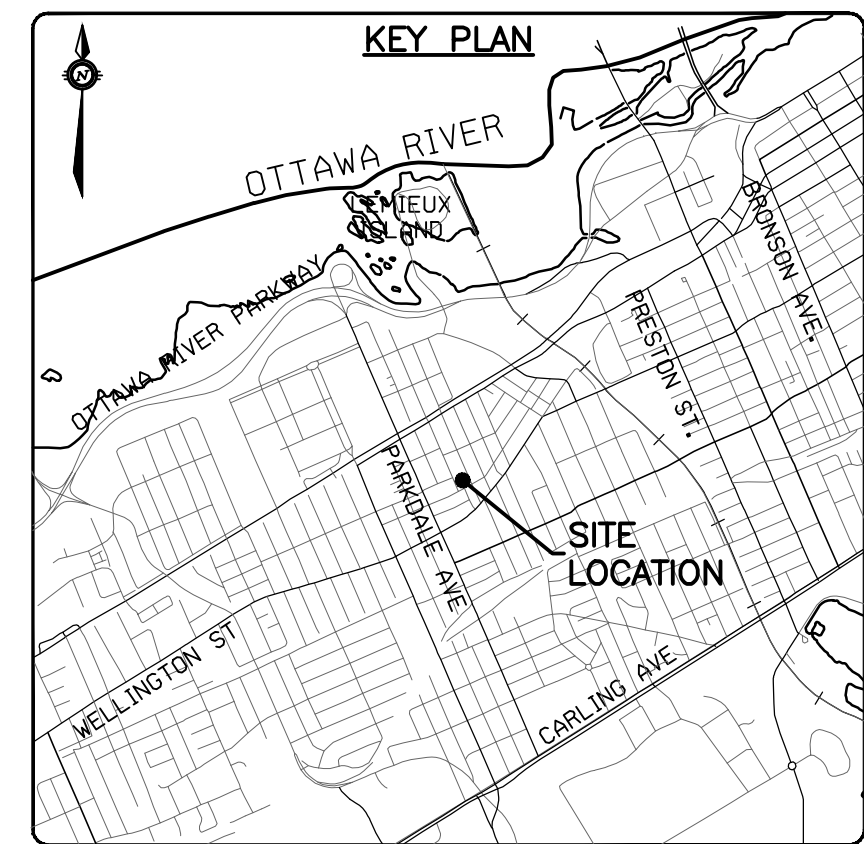 KEY PLAN
N
OTTAWA RIVER
LEMIEUX
ISLAND
OTTAWA RIVER PARKWAY
BRONSON AVE.
PRESTON ST.
PARKDALE AVE
SITE
LOCATION
WELLINGTON ST
CARLING AVE